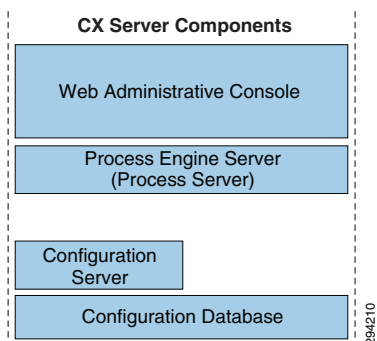 CX Server Components
Web Administrative Console
Process Engine Server
(Process Server)
Configuration
Server
Configuration Database
294210